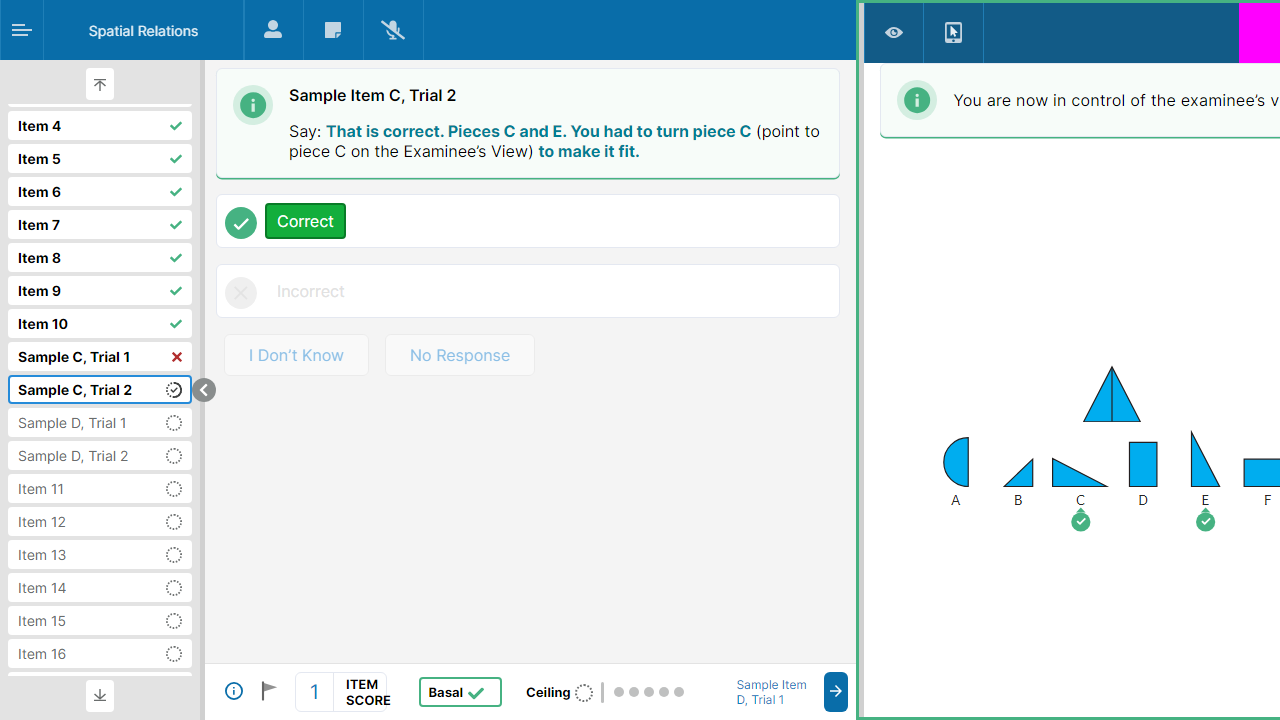 Spatial Relations
Item 4
Item 5
Item 6
Item 7
Item 8
Item 9
Item 10
Sample C, Trial 1
Sample C, Trial 2
Sample D, Trial 1
Sample D, Trial 2
Item 11
Item 12
Item 13
Item 14
Item 15
Item 16
Sample Item C, Trial 2
Say: That is correct. Pieces C and E. You had to turn piece C (point to
piece C on the Examinee’s View) to make it fit.
Correct
Incorrect
I Don’t Know
No Response
1
ITEM
SCORE
Basal
Ceiling
Sample Item
D, Trial 1
You are now in control of the examinee’s v
A
B
C
D
E
F